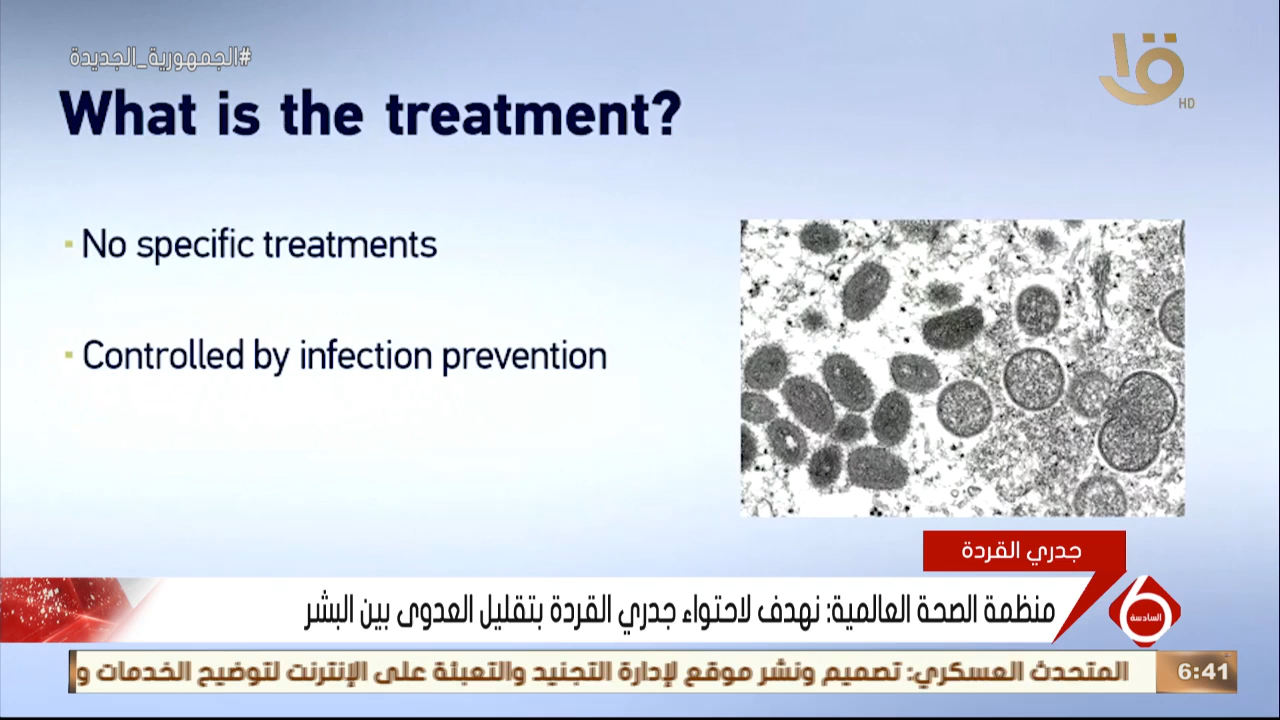 #الجمهورية_الجديدة
HD
What is the treatment?
▪ No specific treatments
▪ Controlled by infection prevention
جدري القردة
منظمة الصحة العالمية: نهدف لاحتواء جدري القردة بتقليل العدوى بين البشر
السادسة
المتحدث العسكري: تصميم ونشر موقع لإدارة التجنيد والتعبئة على الإنترنت لتوضيح الخدمات و
6:41